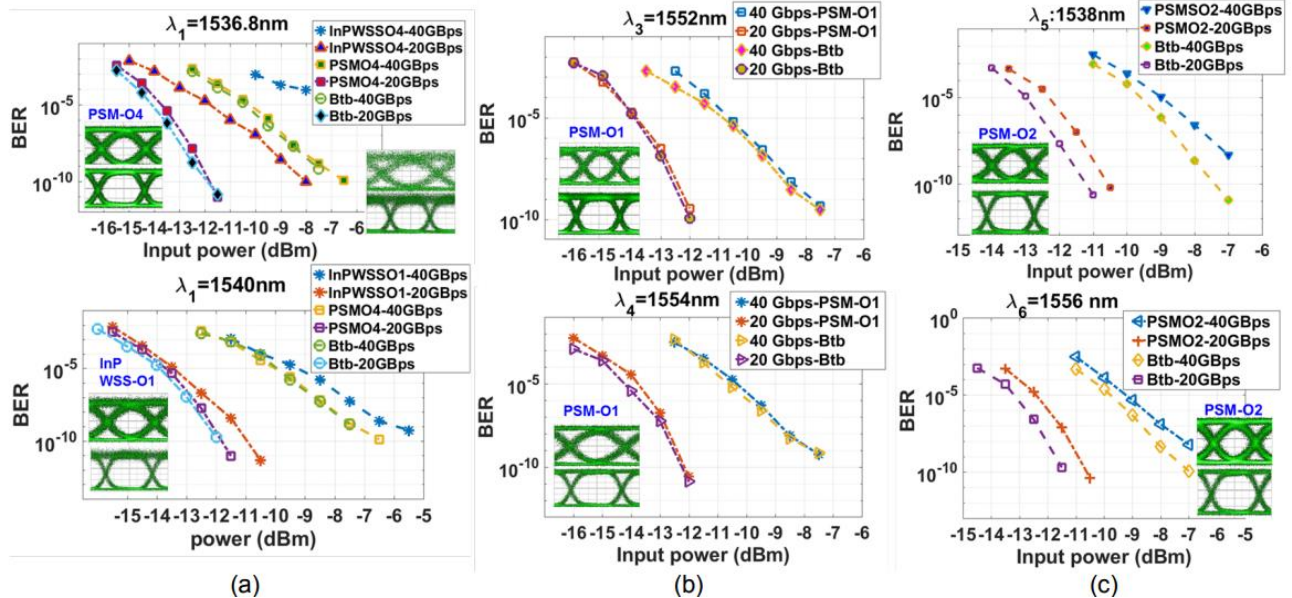 λ1=1536.8nm
InPWSSO4-40GBps
InPWSSO4-20GBps
PSMO4-40GBps
PSMO4-20GBps
Btb-40GBps
Btb-20GBps
BER
10-5
10-10
PSM-O4
-16 -15 -14 -13 -12 -11 -10 -9 -8 -7 -6
Input power (dBm)
λ1=1540nm
InPWSSO1-40GBps
InPWSSO1-20GBps
PSMO4-40GBps
PSMO4-20GBps
Btb-40GBps
Btb-20GBps
BER
10-5
10-10
InP
WSS-O1
-15 -14 -13 -12 -11 -10 -9 -8 -7 -6 -5
power (dBm)
(a)
λ3=1552nm
40 Gbps-PSM-O1
20 Gbps-PSM-O1
40 Gbps-Btb
20 Gbps-Btb
BER
10-5
10-10
PSM-O1
-16 -15 -14 -13 -12 -11 -10 -9 -8 -7
Input power (dBm)
λ4=1554nm
40 Gbps-PSM-O1
20 Gbps-PSM-O1
40 Gbps-Btb
20 Gbps-Btb
BER
10-5
10-10
PSM-O1
-16 -15 -14 -13 -12 -11 -10 -9 -8 -7
Input power (dBm)
(b)
λ5:1538nm
PSMSO2-40GBps
PSMO2-20GBps
Btb-40GBps
Btb-20GBps
BER
10-5
10-10
PSM-O2
-15 -14 -13 -12 -11 -10 -9 -8 -7 -6
Input power (dBm)
λ6=1556 nm
PSMO2-40GBps
PSMO2-20GBps
Btb-40GBps
Btb-20GBps
BER
100
10-5
10-10
PSM-O2
-15 -14 -13 -12 -11 -10 -9 -8 -7 -6 -5
Input power (dBm)
(c)